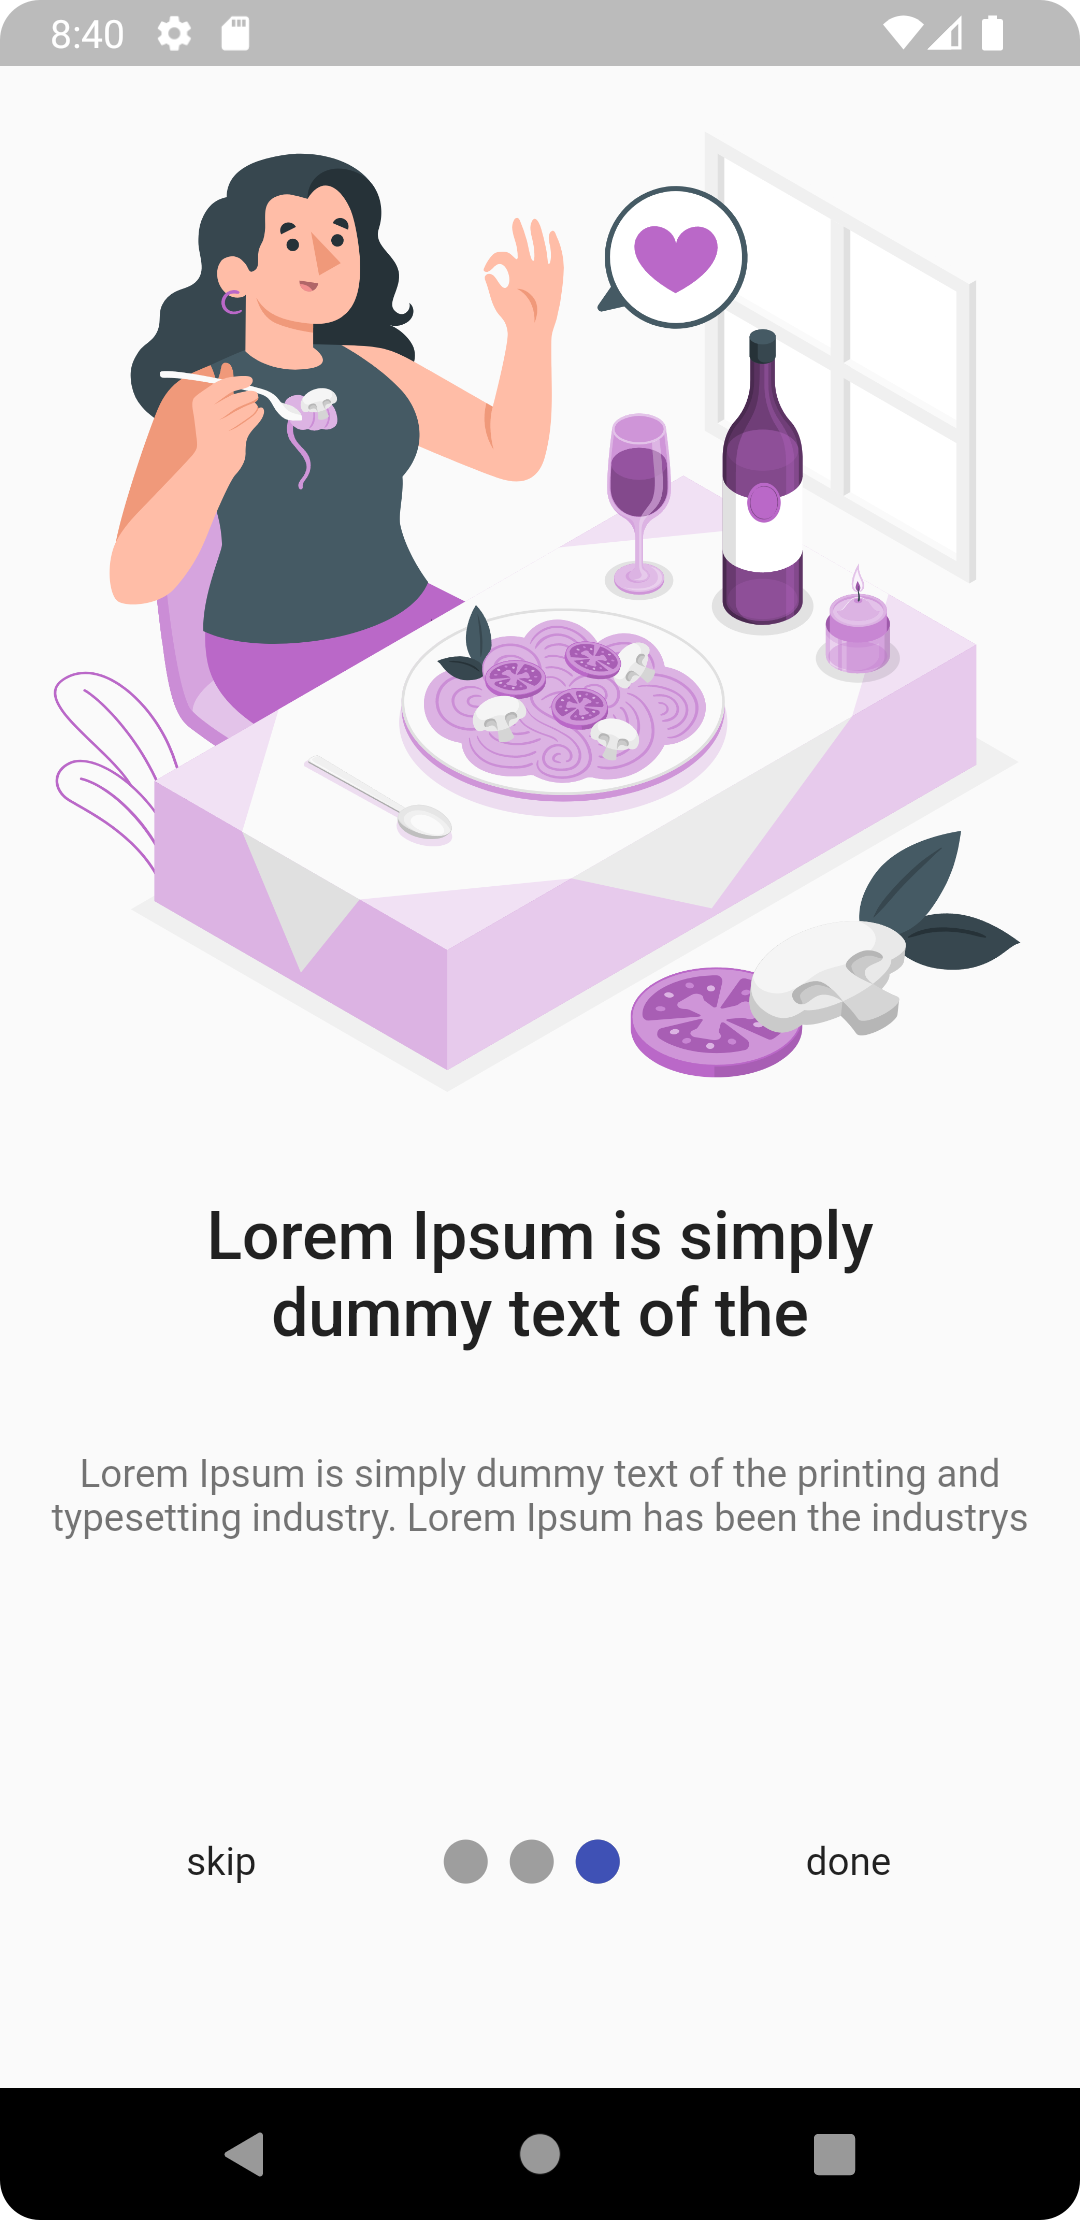 8:40
Lorem Ipsum is simply
dummy text of the
Lorem Ipsum is simply dummy text of the printing and
typesetting industry. Lorem Ipsum has been the industrys
skip
done